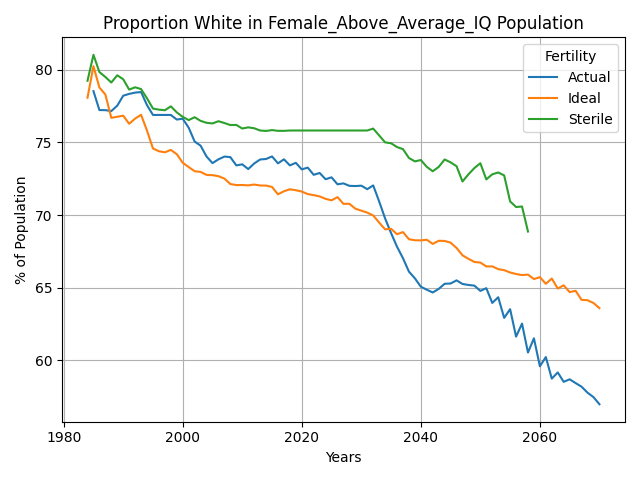 Proportion White in Female_Above_Average_IQ Population
Fertility
Actual
Ideal
Sterile
% of Population
80
75
70
65
60
1980
2000
2020
2040
2060
Years